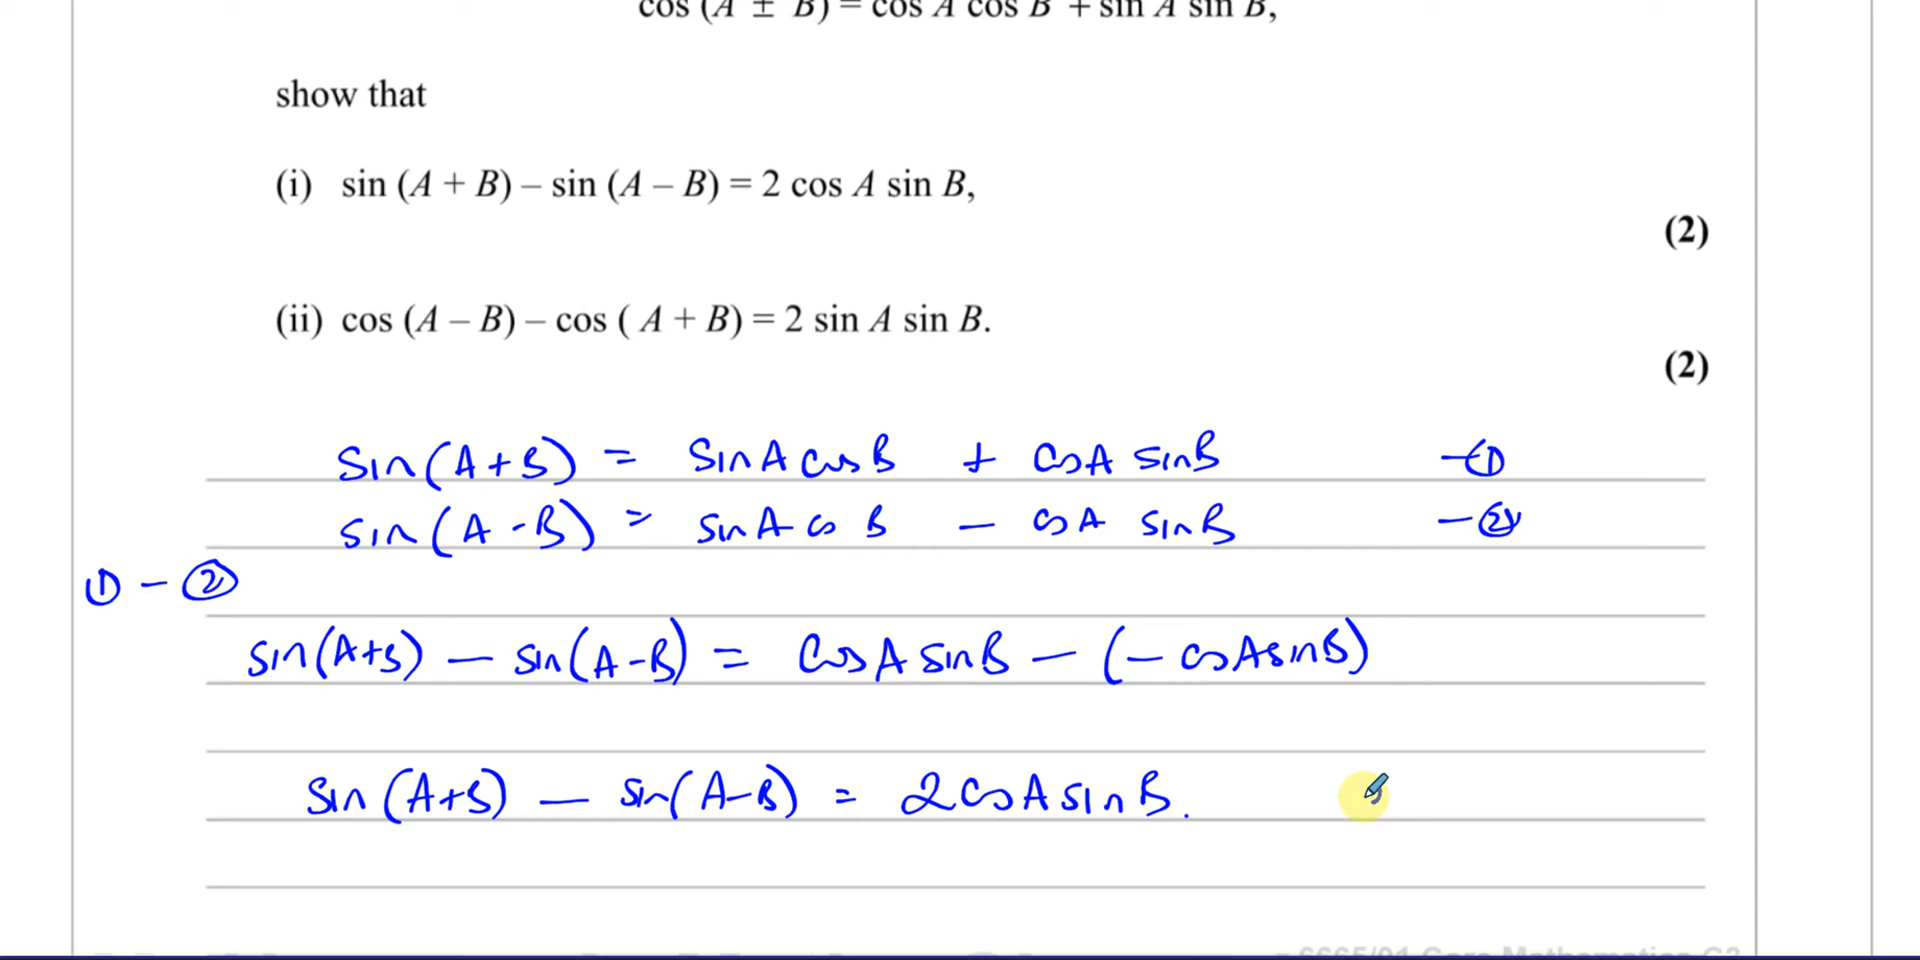 cos (A ± B) = cos A cos B + sin A sin B,
show that
(i) sin (A + B) – sin (A – B) = 2 cos A sin B,
(2)
(ii) cos (A – B) – cos ( A + B) = 2 sin A sin B.
(2)
sin(A+B) = sinA cosB + cosA sinB –①
sin(A-B) = sinA cos B – cosA sinB –②
① – ②
sin(A+B) – sin(A-B) = cosA sinB – (– cosAsinB)
sin(A+B) – sin(A-B) = 2cosA sinB.